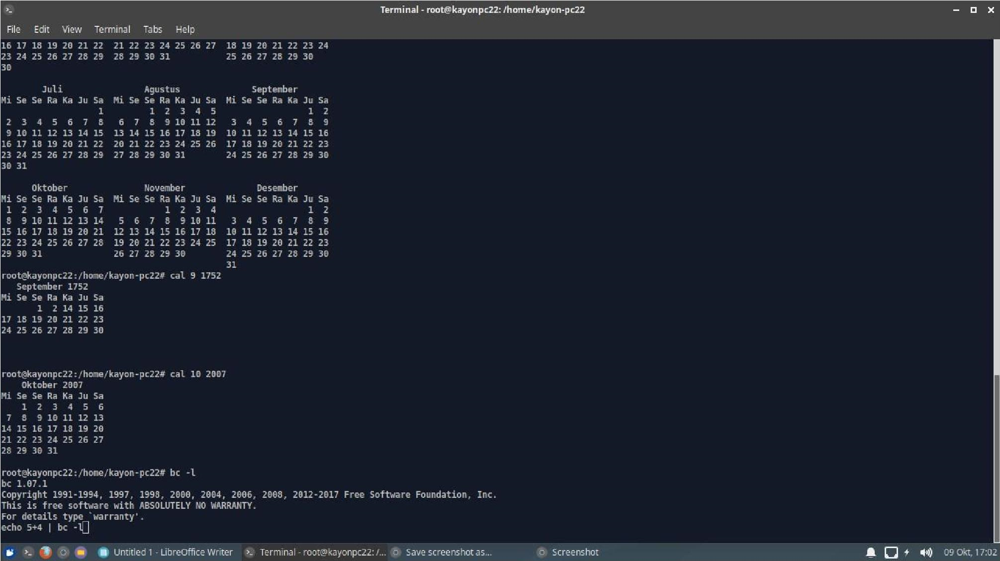 Terminal - root@kayonpc22: /home/kayon-pc22
File Edit View Terminal Tabs Help
16 17 18 19 20 21 22  21 22 23 24 25 26 27  18 19 20 21 22 23 24
23 24 25 26 27 28 29  28 29 30 31           25 26 27 28 29 30
30
        Juli                Agustus              September
Mi Se Se Ra Ka Ju Sa  Mi Se Se Ra Ka Ju Sa  Mi Se Se Ra Ka Ju Sa
                   1         1  2  3  4  5                  1  2
 2  3  4  5  6  7  8   6  7  8  9 10 11 12   3  4  5  6  7  8  9
 9 10 11 12 13 14 15  13 14 15 16 17 18 19  10 11 12 13 14 15 16
16 17 18 19 20 21 22  20 21 22 23 24 25 26  17 18 19 20 21 22 23
23 24 25 26 27 28 29  27 28 29 30 31        24 25 26 27 28 29 30
30 31
      Oktober               November              Desember
Mi Se Se Ra Ka Ju Sa  Mi Se Se Ra Ka Ju Sa  Mi Se Se Ra Ka Ju Sa
 1  2  3  4  5  6  7            1  2  3  4                  1  2
 8  9 10 11 12 13 14   5  6  7  8  9 10 11   3  4  5  6  7  8  9
15 16 17 18 19 20 21  12 13 14 15 16 17 18  10 11 12 13 14 15 16
22 23 24 25 26 27 28  19 20 21 22 23 24 25  17 18 19 20 21 22 23
29 30 31              26 27 28 29 30        24 25 26 27 28 29 30
                                            31
root@kayonpc22:/home/kayon-pc22# cal 9 1752
   September 1752
Mi Se Se Ra Ka Ju Sa
       1  2 14 15 16
17 18 19 20 21 22 23
24 25 26 27 28 29 30
root@kayonpc22:/home/kayon-pc22# cal 10 2007
    Oktober 2007
Mi Se Se Ra Ka Ju Sa
    1  2  3  4  5  6
 7  8  9 10 11 12 13
14 15 16 17 18 19 20
21 22 23 24 25 26 27
28 29 30 31
root@kayonpc22:/home/kayon-pc22# bc -l
bc 1.07.1
Copyright 1991-1994, 1997, 1998, 2000, 2004, 2006, 2008, 2012-2017 Free Software Foundation, Inc.
This is free software with ABSOLUTELY NO WARRANTY.
For details type `warranty'.
echo 5+4 | bc -l
Untitled 1 - LibreOffice Writer Terminal - root@kayonpc22: /... Save screenshot as... Screenshot 09 Okt, 17:02